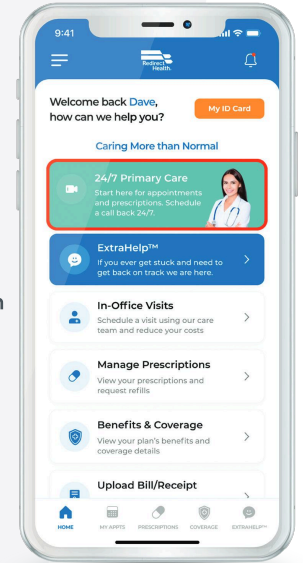 9:41
Redirect
Health.
Welcome back Dave,
how can we help you?
My ID Card
Caring More than Normal
24/7 Primary Care
Start here for appointments
and prescriptions. Schedule
a call back 24/7.
ExtraHelp™
If you ever get stuck and need to
get back on track we are here.
In-Office Visits
Schedule a visit using our care
team and reduce your costs
Manage Prescriptions
View your prescriptions and
request refills
Benefits & Coverage
View your plan's benefits and
coverage details
Upload Bill/Receipt
HOME
MY APPTS
PRESCRIPTIONS
COVERAGE
EXTRAHELP™